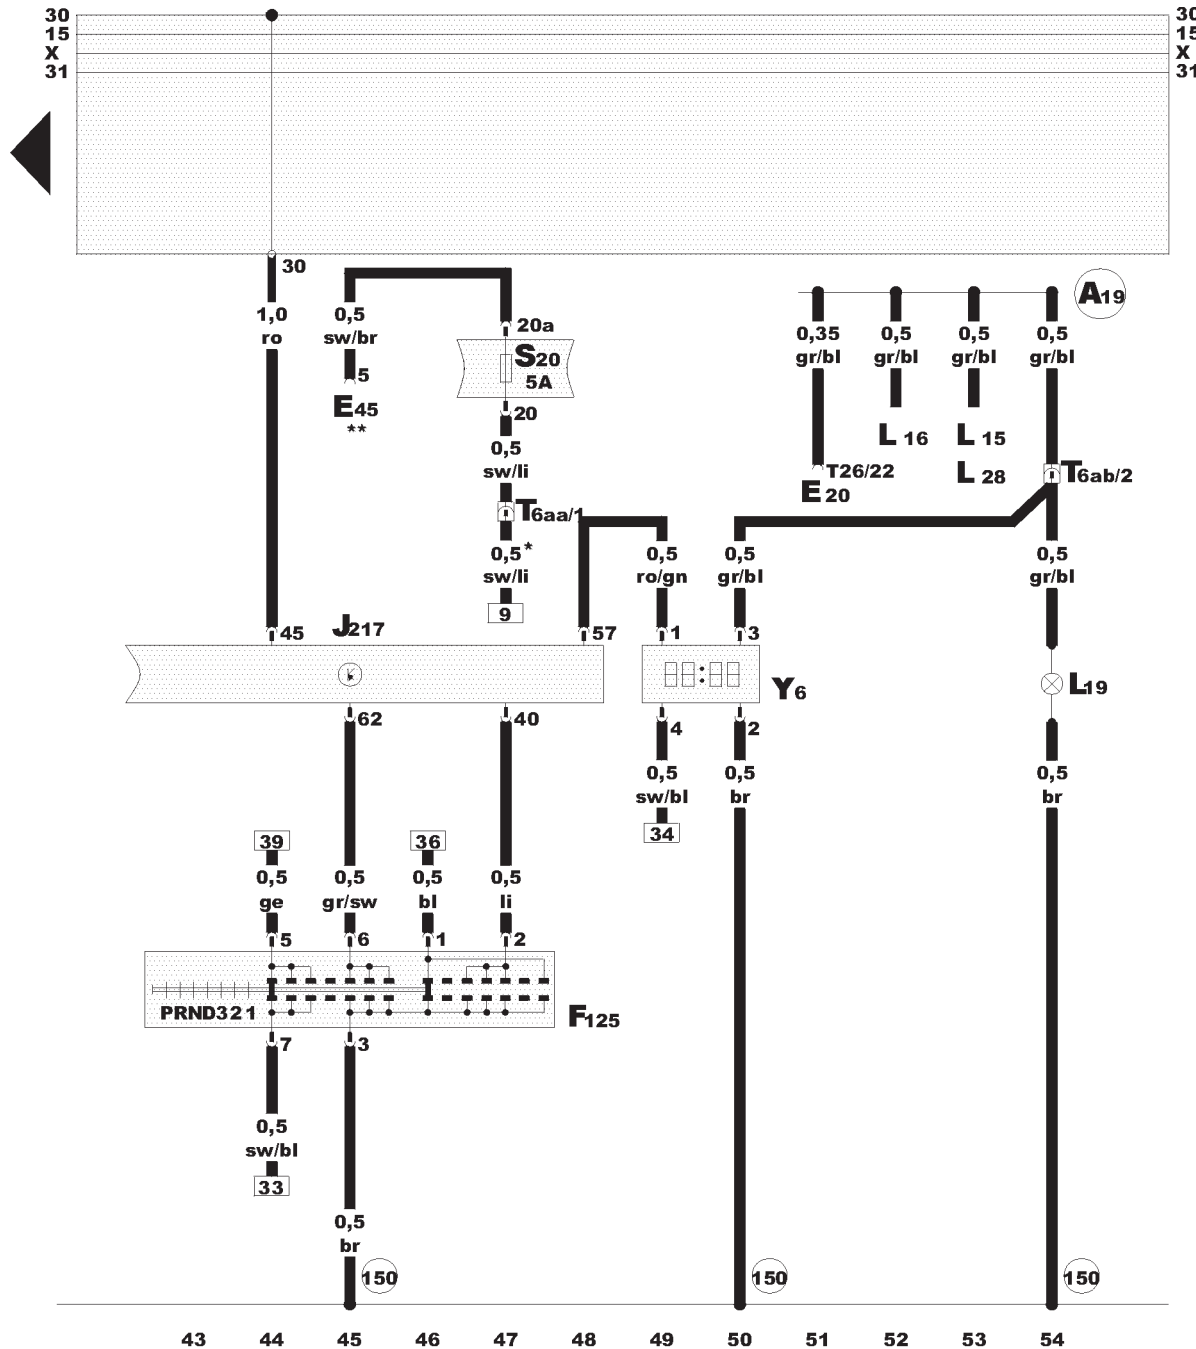 30 30
15 15
X X
31 31
30
1,0
ro
0,5
sw/br
5
E45
**
20a
S20
5A
20
0,5
sw/li
T6aa/1
0,5*
sw/li
9
A19
0,35
gr/bl
0,5
gr/bl
0,5
gr/bl
0,5
gr/bl
L 16
L 15
L 28
T26/22
E 20
T6ab/2
0,5
ro/gn
0,5
gr/bl
0,5
gr/bl
45
J217
57
1
3
K
Y6
L19
62
40
4
2
0,5
sw/bl
34
0,5
br
0,5
br
39
0,5
ge
0,5
gr/sw
36
0,5
bl
0,5
li
5
6
1
2
PRND321
F125
7
3
0,5
sw/bl
33
0,5
br
150
150
150
43 44 45 46 47 48 49 50 51 52 53 54